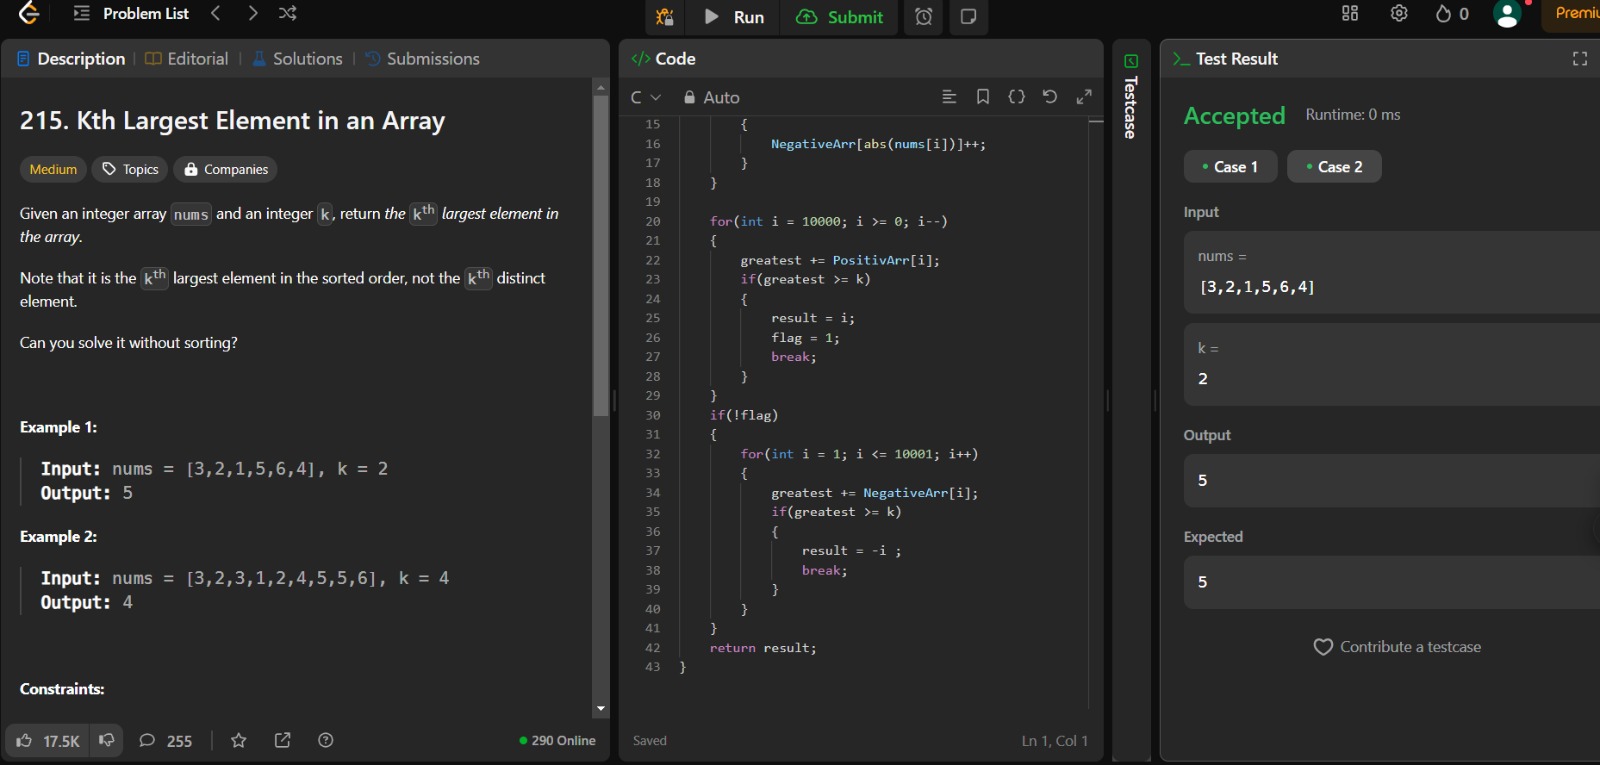 Problem List
Run
Submit
0
Premiu
Description
Editorial
Solutions
Submissions
215. Kth Largest Element in an Array
Medium
Topics
Companies
Given an integer array nums and an integer k, return the kth largest element in
the array.
Note that it is the kth largest element in the sorted order, not the kth distinct
element.
Can you solve it without sorting?
Example 1:
Input: nums = [3,2,1,5,6,4], k = 2
Output: 5
Example 2:
Input: nums = [3,2,3,1,2,4,5,5,6], k = 4
Output: 4
Constraints:
17.5K
255
290 Online
</> Code
C
Auto
15 {
16 NegativeArr[abs(nums[i])]++;
17 }
18 }
19
20 for(int i = 10000; i >= 0; i--)
21 {
22 greatest += PositivArr[i];
23 if(greatest >= k)
24 {
25 result = i;
26 flag = 1;
27 break;
28 }
29 }
30 if(!flag)
31 {
32 for(int i = 1; i <= 10001; i++)
33 {
34 greatest += NegativeArr[i];
35 if(greatest >= k)
36 {
37 result = -i ;
38 break;
39 }
40 }
41 }
42 return result;
43 }
Saved
Ln 1, Col 1
Testcase
>_ Test Result
Accepted
Runtime: 0 ms
• Case 1
• Case 2
Input
nums =
[3,2,1,5,6,4]
k =
2
Output
5
Expected
5
Contribute a testcase